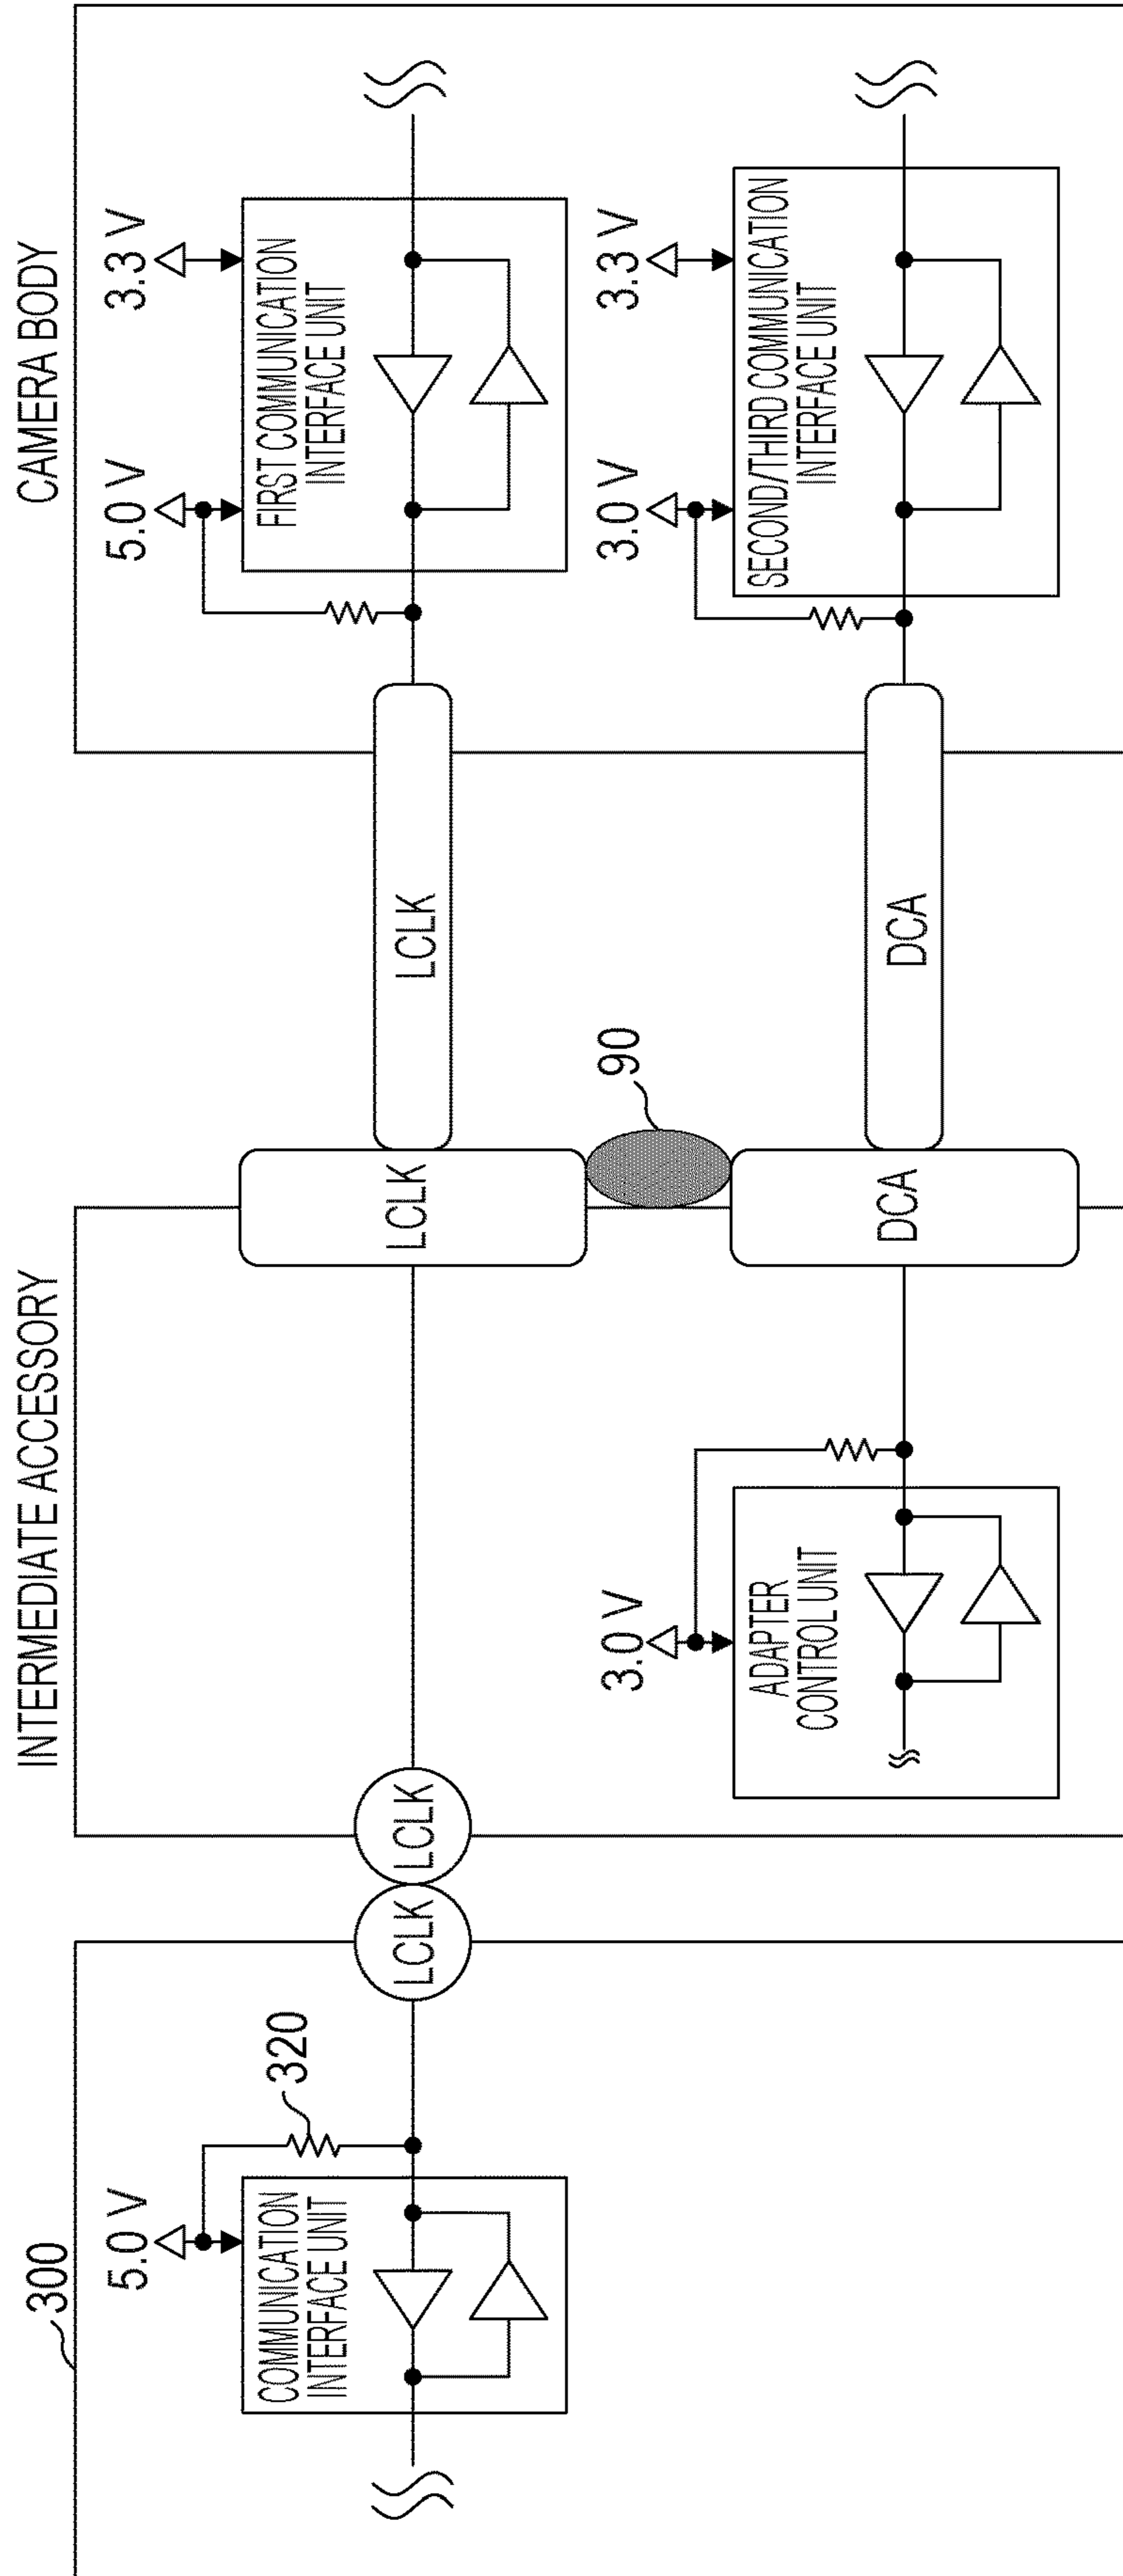 300
5.0 V
COMMUNICATION
INTERFACE UNIT
320
LCLK
INTERMEDIATE ACCESSORY
LCLK
3.0 V
ADAPTER
CONTROL UNIT
LCLK
DCA
90
LCLK
DCA
CAMERA BODY
5.0 V
3.3 V
FIRST COMMUNICATION
INTERFACE UNIT
3.0 V
3.3 V
SECOND/THIRD COMMUNICATION
INTERFACE UNIT